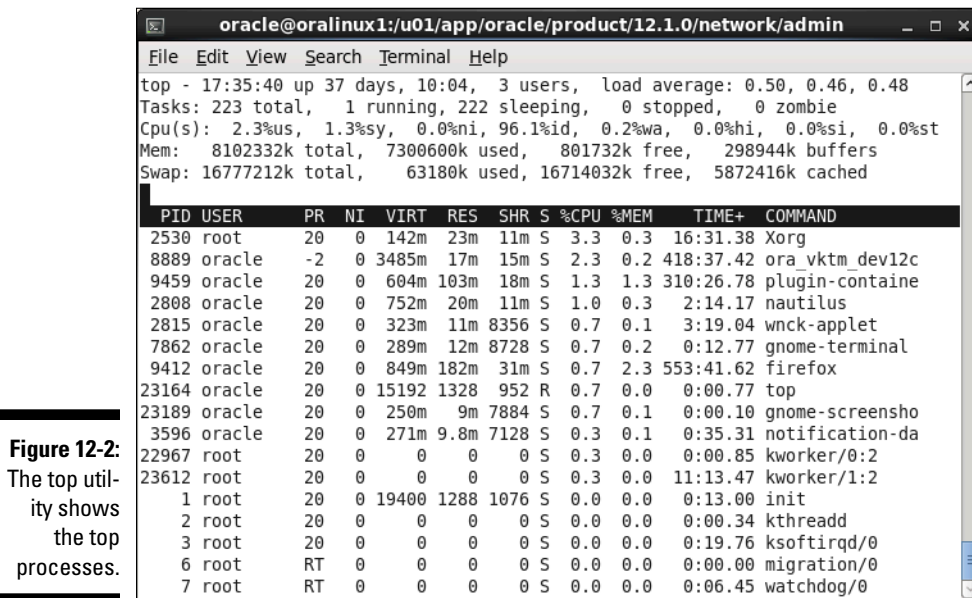 oracle@oralinux1:/u01/app/oracle/product/12.1.0/network/admin
File Edit View Search Terminal Help
top - 17:35:40 up 37 days, 10:04, 3 users, load average: 0.50, 0.46, 0.48
Tasks: 223 total, 1 running, 222 sleeping, 0 stopped, 0 zombie
Cpu(s): 2.3%us, 1.3%sy, 0.0%ni, 96.1%id, 0.2%wa, 0.0%hi, 0.0%si, 0.0%st
Mem: 8102332k total, 7300600k used, 801732k free, 298944k buffers
Swap: 16777212k total, 63180k used, 16714032k free, 5872416k cached
PID USER PR NI VIRT RES SHR S %CPU %MEM TIME+ COMMAND
2530 root 20 0 142m 23m 11m S 3.3 0.3 16:31.38 Xorg
8889 oracle -2 0 3485m 17m 15m S 2.3 0.2 418:37.42 ora_vktm_dev12c
9459 oracle 20 0 604m 103m 18m S 1.3 1.3 310:26.78 plugin-containe
2808 oracle 20 0 752m 20m 11m S 1.0 0.3 2:14.17 nautilus
2815 oracle 20 0 323m 11m 8356 S 0.7 0.1 3:19.04 wnck-applet
7862 oracle 20 0 289m 12m 8728 S 0.7 0.2 0:12.77 gnome-terminal
9412 oracle 20 0 849m 182m 31m S 0.7 2.3 553:41.62 firefox
23164 oracle 20 0 15192 1328 952 R 0.7 0.0 0:00.77 top
23189 oracle 20 0 250m 9m 7884 S 0.7 0.1 0:00.10 gnome-screensho
3596 oracle 20 0 271m 9.8m 7128 S 0.3 0.1 0:35.31 notification-da
22967 root 20 0 0 0 0 S 0.3 0.0 0:00.85 kworker/0:2
23612 root 20 0 0 0 0 S 0.3 0.0 11:13.47 kworker/1:2
1 root 20 0 19400 1288 1076 S 0.0 0.0 0:13.00 init
2 root 20 0 0 0 0 S 0.0 0.0 0:00.34 kthreadd
3 root 20 0 0 0 0 S 0.0 0.0 0:19.76 ksoftirqd/0
6 root RT 0 0 0 0 S 0.0 0.0 0:00.00 migration/0
7 root RT 0 0 0 0 S 0.0 0.0 0:06.45 watchdog/0
Figure 12-2:
The top util-
ity shows
the top
processes.